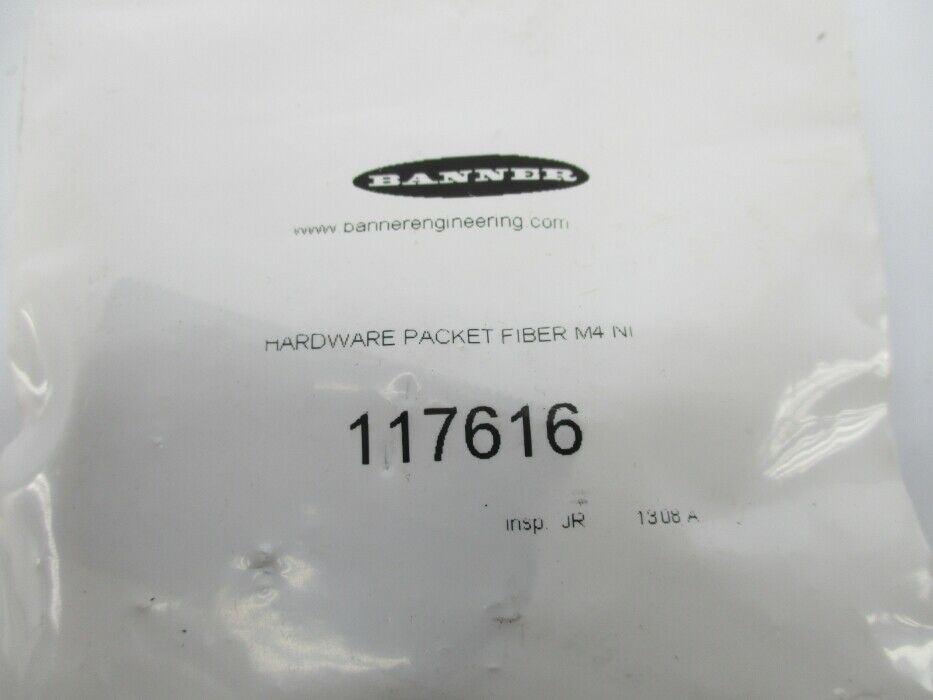 BANNER
www.bannerengineering.com
HARDWARE PACKET FIBER M4 NI
117616
insp. JR 1308 A